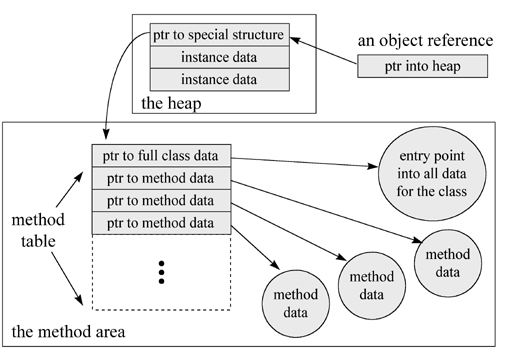 ptr to special structure
instance data
instance data
the heap
an object reference
ptr into heap
ptr to full class data
ptr to method data
ptr to method data
ptr to method data
method
table
entry point
into all data
for the class
method
data
method
data
method
data
the method area